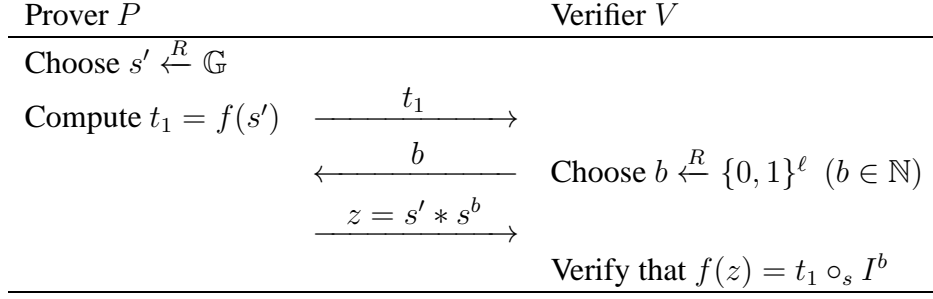 Prover P Verifier V
Choose s′ ←R 𝔾
Compute t₁ = f(s′) t₁
b Choose b ←R {0, 1}^ℓ (b ∈ ℕ)
z = s′ ∗ s^b
Verify that f(z) = t₁ ∘ₛ I^b